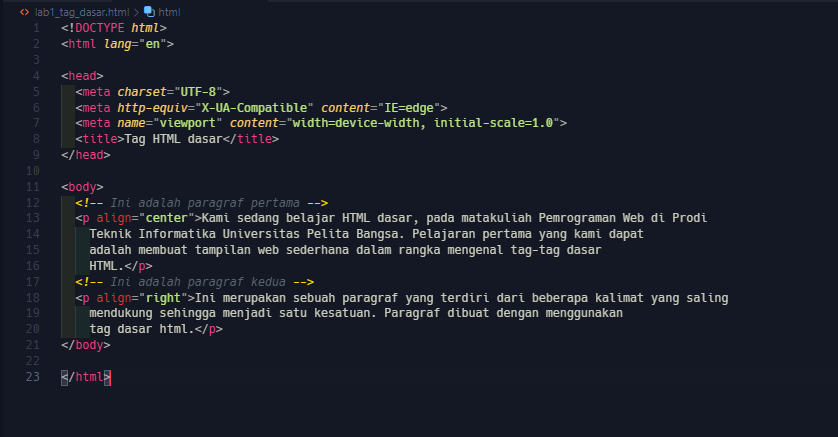 lab1_tag_dasar.html > html
1 <!DOCTYPE html>
2 <html lang="en">
3
4 <head>
5 <meta charset="UTF-8">
6 <meta http-equiv="X-UA-Compatible" content="IE=edge">
7 <meta name="viewport" content="width=device-width, initial-scale=1.0">
8 <title>Tag HTML dasar</title>
9 </head>
10
11 <body>
12 <!-- Ini adalah paragraf pertama -->
13 <p align="center">Kami sedang belajar HTML dasar, pada matakuliah Pemrograman Web di Prodi
14 Teknik Informatika Universitas Pelita Bangsa. Pelajaran pertama yang kami dapat
15 adalah membuat tampilan web sederhana dalam rangka mengenal tag-tag dasar
16 HTML.</p>
17 <!-- Ini adalah paragraf kedua -->
18 <p align="right">Ini merupakan sebuah paragraf yang terdiri dari beberapa kalimat yang saling
19 mendukung sehingga menjadi satu kesatuan. Paragraf dibuat dengan menggunakan
20 tag dasar html.</p>
21 </body>
22
23 </html>